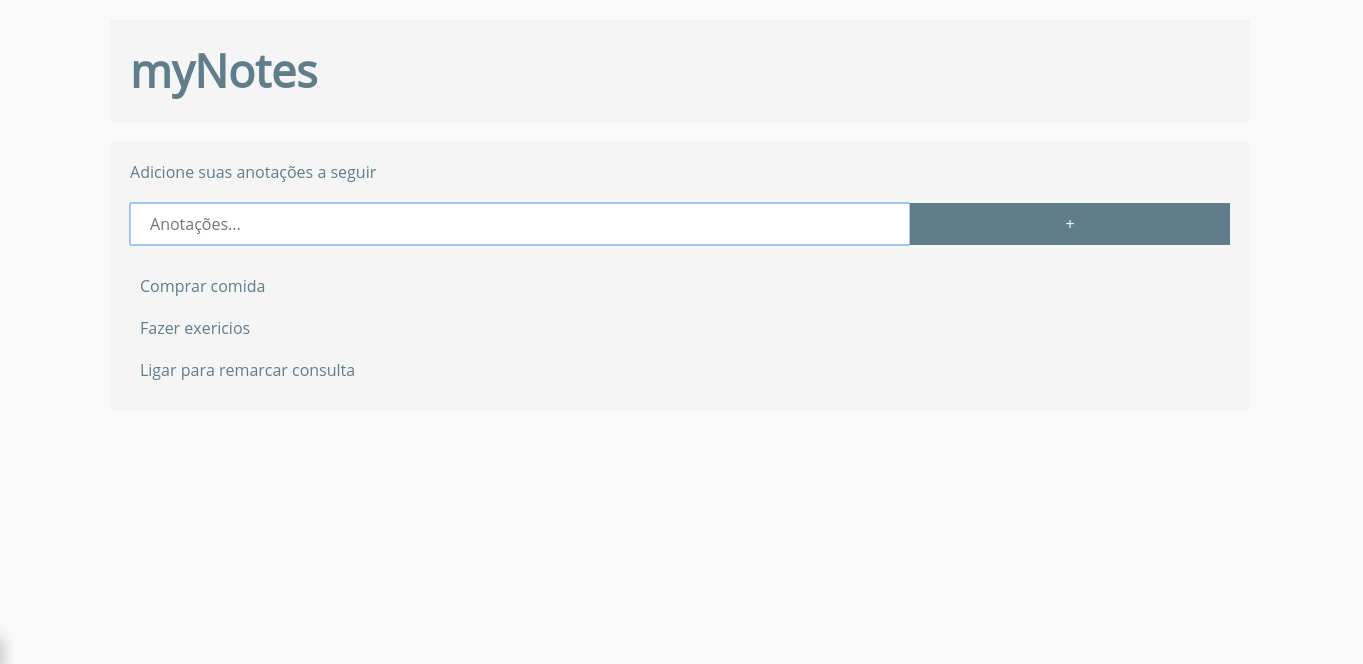 myNotes
Adicione suas anotações a seguir
Anotações...
+
Comprar comida
Fazer exericios
Ligar para remarcar consulta